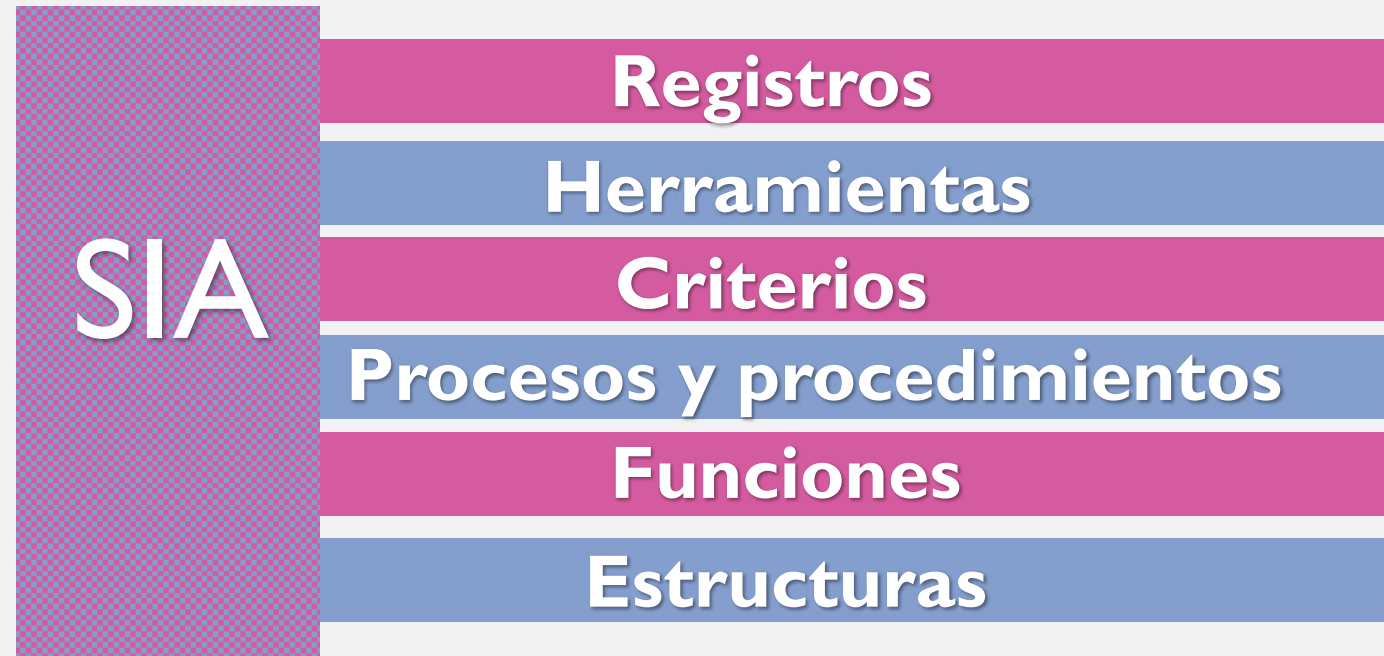 SIA
Registros
Herramientas
Criterios
Procesos y procedimientos
Funciones
Estructuras